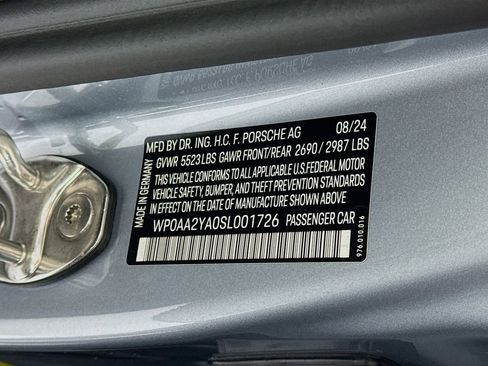 MFD BY DR. ING. H.C. F. PORSCHE AG 08/24
GVWR 5523 LBS GAWR FRONT/REAR 2690 / 2987 LBS
THIS VEHICLE CONFORMS TO ALL APPLICABLE U.S.FEDERAL MOTOR
VEHICLE SAFETY, BUMPER, AND THEFT PREVENTION STANDARDS
IN EFFECT ON THE DATE OF MANUFACTURE SHOWN ABOVE
WP0AA2YA0SL001726 PASSENGER CAR
MADE IN GERMANY
976.010.016